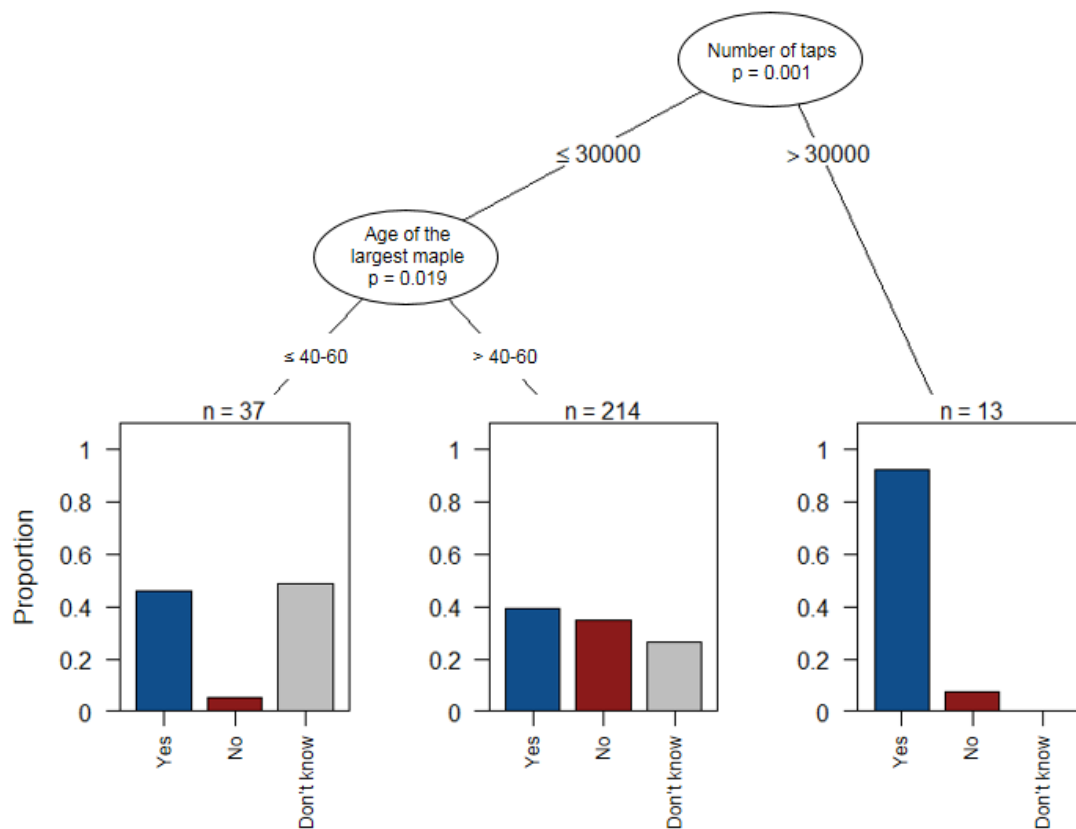 Number of taps
p = 0.001
≤ 30000
> 30000
Age of the
largest maple
p = 0.019
≤ 40-60
> 40-60
n = 37
n = 214
n = 13
Proportion
1
0.8
0.6
0.4
0.2
0
Yes
No
Don't know
1
0.8
0.6
0.4
0.2
0
Yes
No
Don't know
1
0.8
0.6
0.4
0.2
0
Yes
No
Don't know